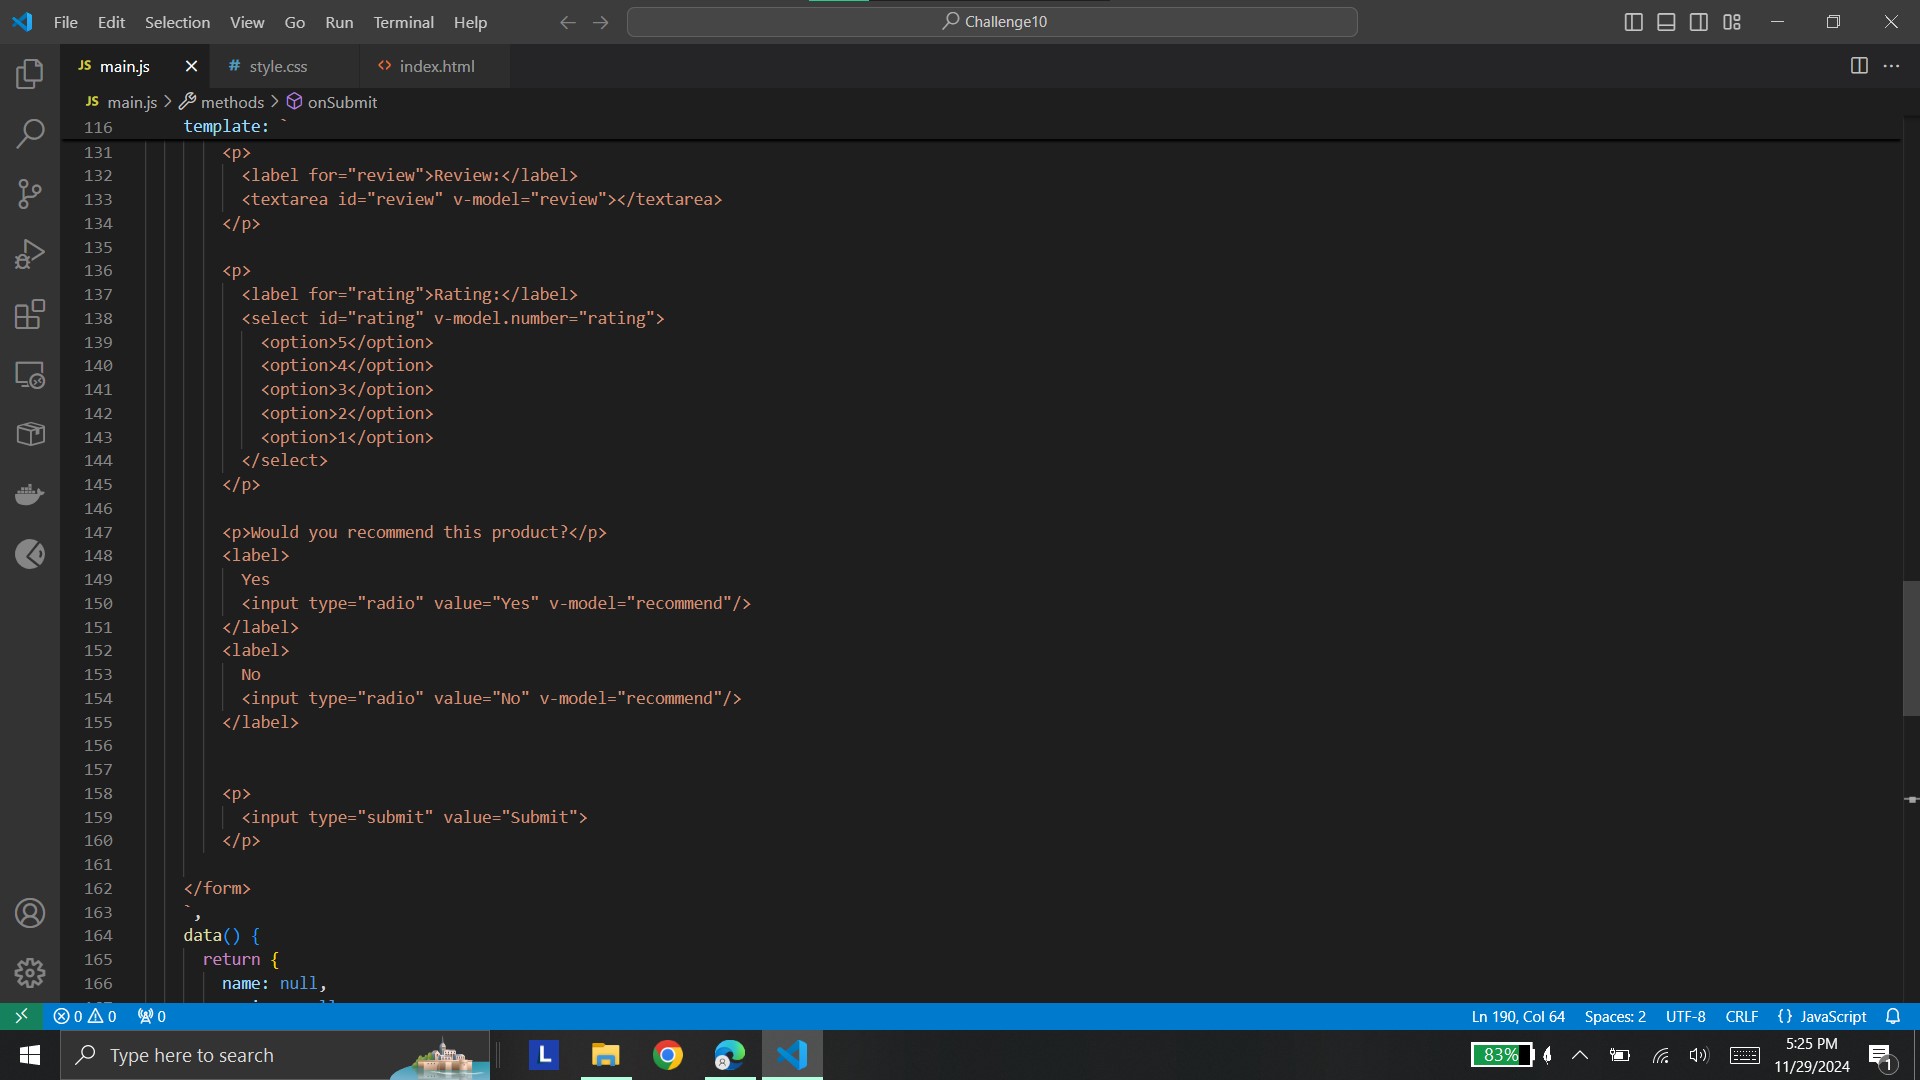 File Edit Selection View Go Run Terminal Help
Challenge10
JS main.js
# style.css
<> index.html
JS main.js > methods > onSubmit
116 template: `
131 <p>
132 <label for="review">Review:</label>
133 <textarea id="review" v-model="review"></textarea>
134 </p>
135
136 <p>
137 <label for="rating">Rating:</label>
138 <select id="rating" v-model.number="rating">
139 <option>5</option>
140 <option>4</option>
141 <option>3</option>
142 <option>2</option>
143 <option>1</option>
144 </select>
145 </p>
146
147 <p>Would you recommend this product?</p>
148 <label>
149 Yes
150 <input type="radio" value="Yes" v-model="recommend"/>
151 </label>
152 <label>
153 No
154 <input type="radio" value="No" v-model="recommend"/>
155 </label>
156
157
158 <p>
159 <input type="submit" value="Submit">
160 </p>
161
162 </form>
163 `,
164 data() {
165 return {
166 name: null,
0 0 0
Ln 190, Col 64 Spaces: 2 UTF-8 CRLF {} JavaScript
Type here to search
L
83%
5:25 PM
11/29/2024
1